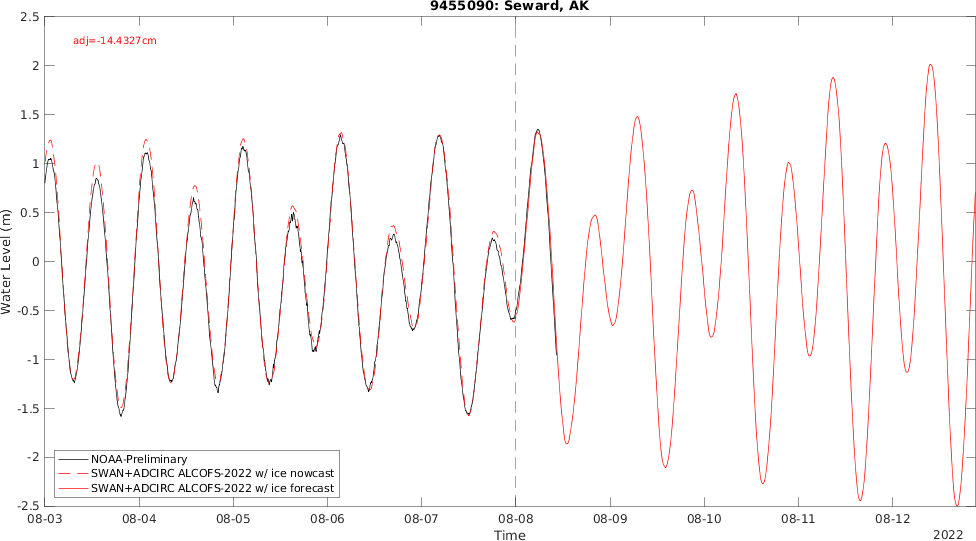 9455090: Seward, AK
adj=-14.4327cm
2.5
2
1.5
1
0.5
0
-0.5
-1
-1.5
-2
-2.5
Water Level (m)
NOAA-Preliminary
SWAN+ADCIRC ALCOFS-2022 w/ ice nowcast
SWAN+ADCIRC ALCOFS-2022 w/ ice forecast
08-03 08-04 08-05 08-06 08-07 08-08 08-09 08-10 08-11 08-12
Time
2022